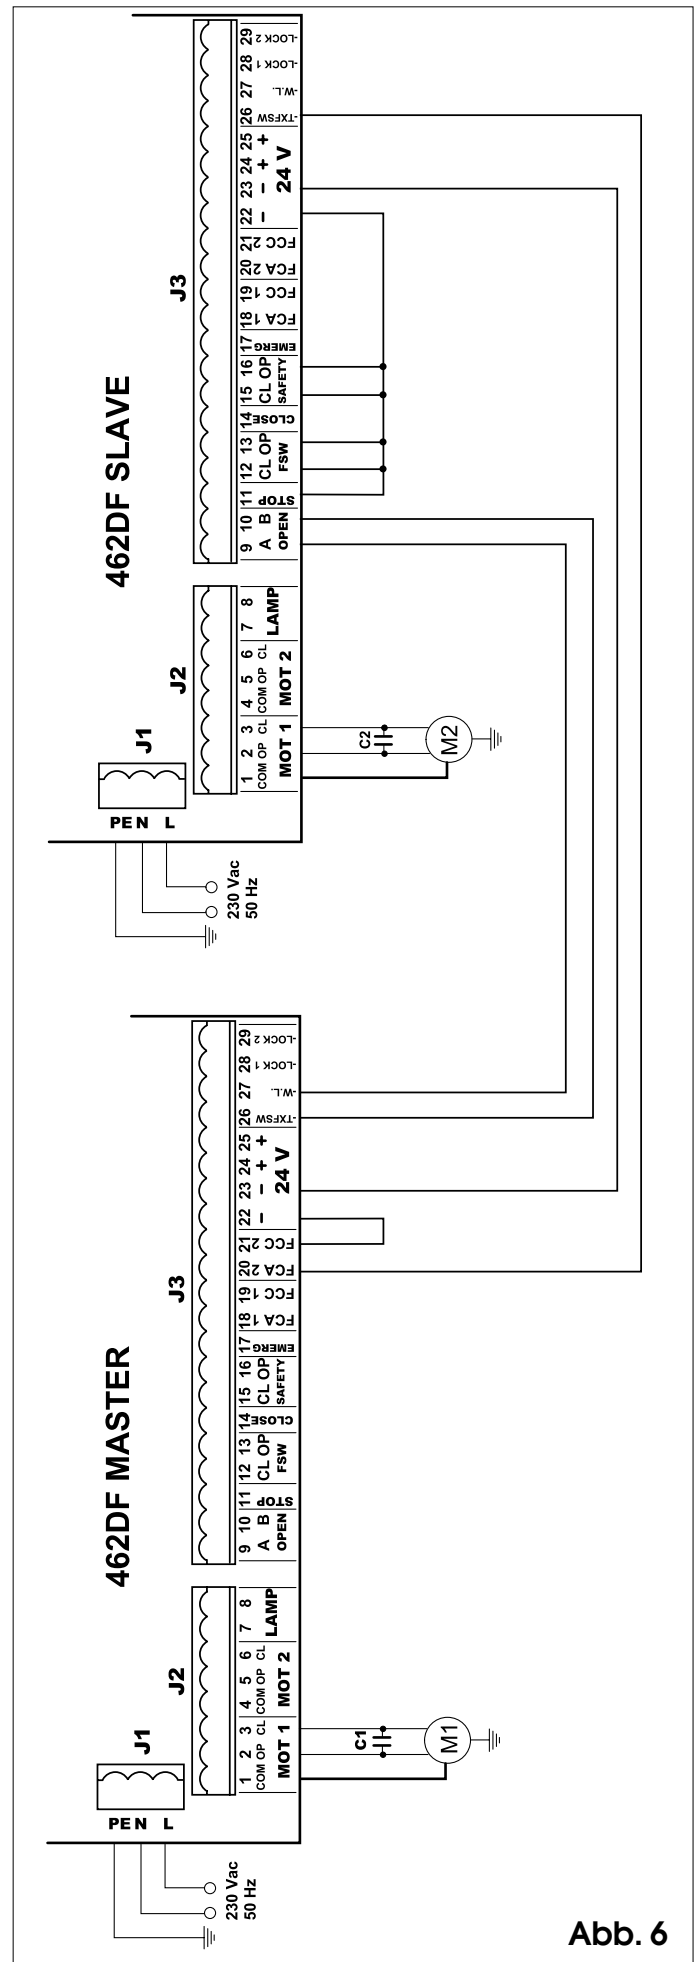 462DF MASTER
J1
PE N L
230 Vac
50 Hz
J2
1 2 3 4 5 6 7 8
COM OP CL COM OP CL
MOT 1 MOT 2 LAMP
C1
M1
J3
9 10 11 12 13 14 15 16 17 18 19 20 21 22 23 24 25 26 27 28 29
A B STOP CL OP CLOSE CL OP EMERG FCA 1 FCC 1 FCA 2 FCC 2 - - + + -TXFSW -W.L. -LOCK 1 -LOCK 2
OPEN FSW SAFETY 24 V
462DF SLAVE
J1
PE N L
230 Vac
50 Hz
J2
1 2 3 4 5 6 7 8
COM OP CL COM OP CL
MOT 1 MOT 2 LAMP
C2
M2
J3
9 10 11 12 13 14 15 16 17 18 19 20 21 22 23 24 25 26 27 28 29
A B STOP CL OP CLOSE CL OP EMERG FCA 1 FCC 1 FCA 2 FCC 2 - - + + -TXFSW -W.L. -LOCK 1 -LOCK 2
OPEN FSW SAFETY 24 V
Abb. 6